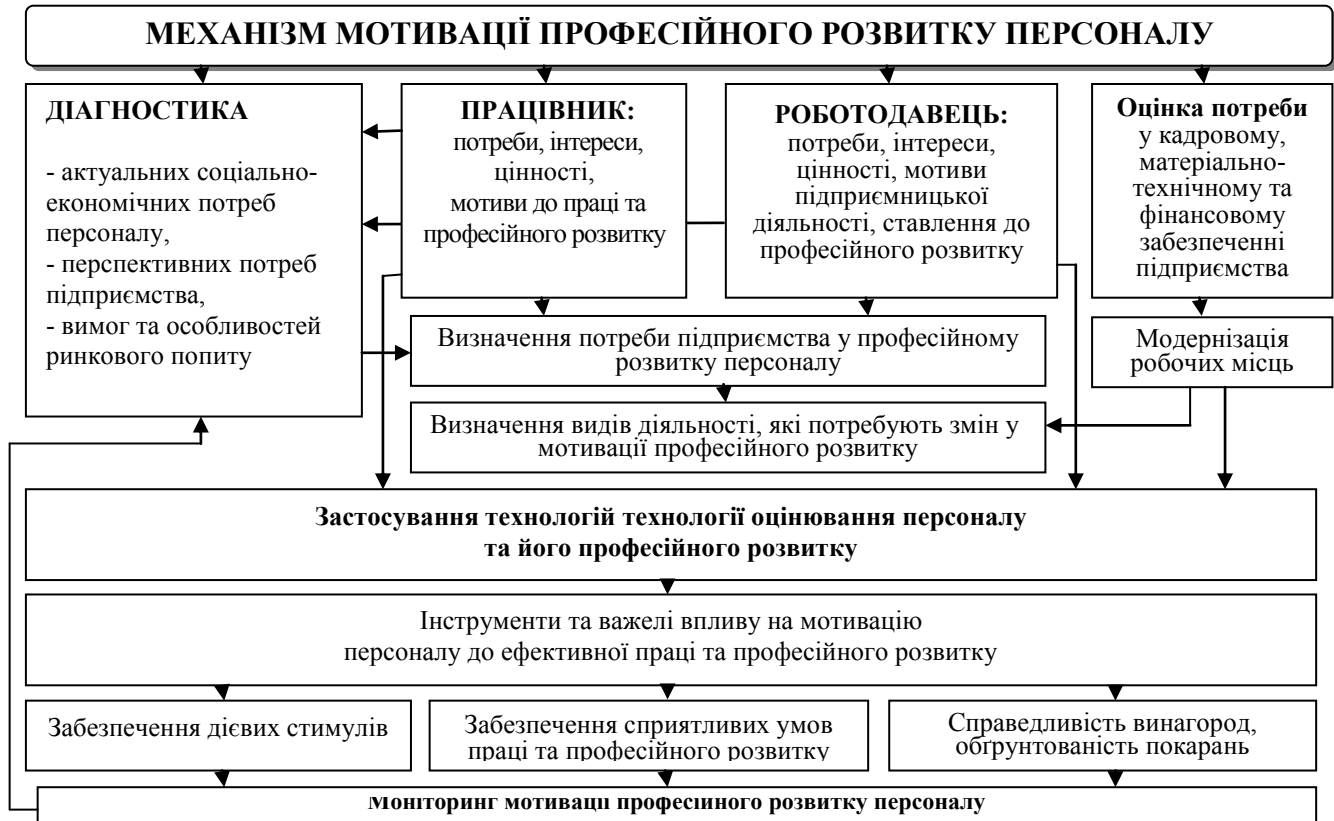 МЕХАНІЗМ МОТИВАЦІЇ ПРОФЕСІЙНОГО РОЗВИТКУ ПЕРСОНАЛУ
ДІАГНОСТИКА
- актуальних соціально-
економічних потреб
персоналу,
- перспективних потреб
підприємства,
- вимог та особливостей
ринкового попиту
ПРАЦІВНИК:
потреби, інтереси,
цінності,
мотиви до праці та
професійного розвитку
РОБОТОДАВЕЦЬ:
потреби, інтереси,
цінності, мотиви
підприємницької
діяльності, ставлення до
професійного розвитку
Оцінка потреби
у кадровому,
матеріально-
технічному та
фінансовому
забезпеченні
підприємства
Визначення потреби підприємства у професійному
розвитку персоналу
Модернізація
робочих місць
Визначення видів діяльності, які потребують змін у
мотивації професійного розвитку
Застосування технологій технології оцінювання персоналу
та його професійного розвитку
Інструменти та важелі впливу на мотивацію
персоналу до ефективної праці та професійного розвитку
Забезпечення дієвих стимулів
Забезпечення сприятливих умов
праці та професійного розвитку
Справедливість винагород,
обґрунтованість покарань
Моніторинг мотивації професійного розвитку персоналу